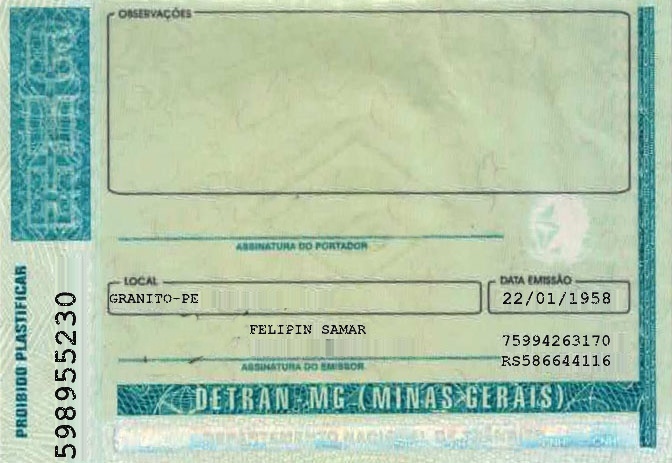 OBSERVAÇÕES
ASSINATURA DO PORTADOR
LOCAL
DATA EMISSÃO
GRANITO-PE
22/01/1958
FELIPIN SAMAR
75994263170
RS586644116
ASSINATURA DO EMISSOR
DETRAN-MG (MINAS GERAIS)
PROIBIDO PLASTIFICAR
598955230